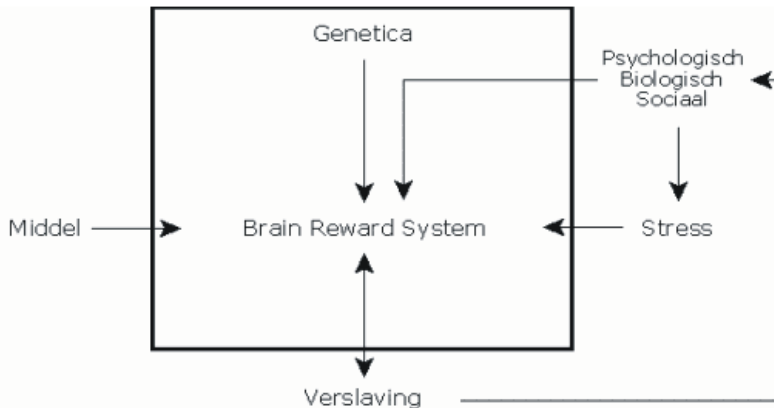 Genetica
Psychologisch
Biologisch
Sociaal
Middel
Brain Reward System
Stress
Verslaving